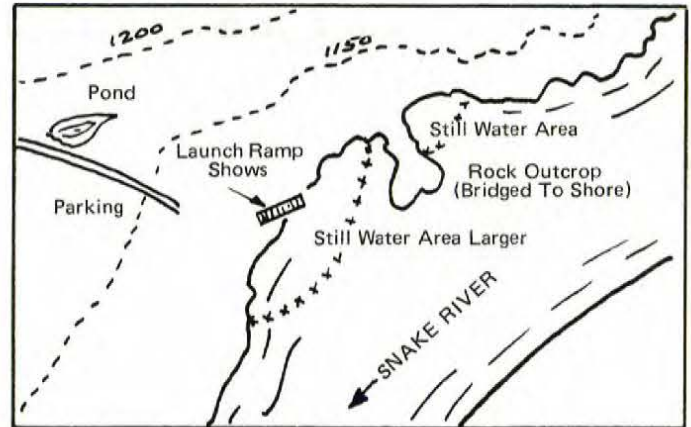 1200
1150
Pond
Still Water Area
Launch Ramp
Shows
Rock Outcrop
(Bridged To Shore)
Parking
Still Water Area Larger
SNAKE RIVER